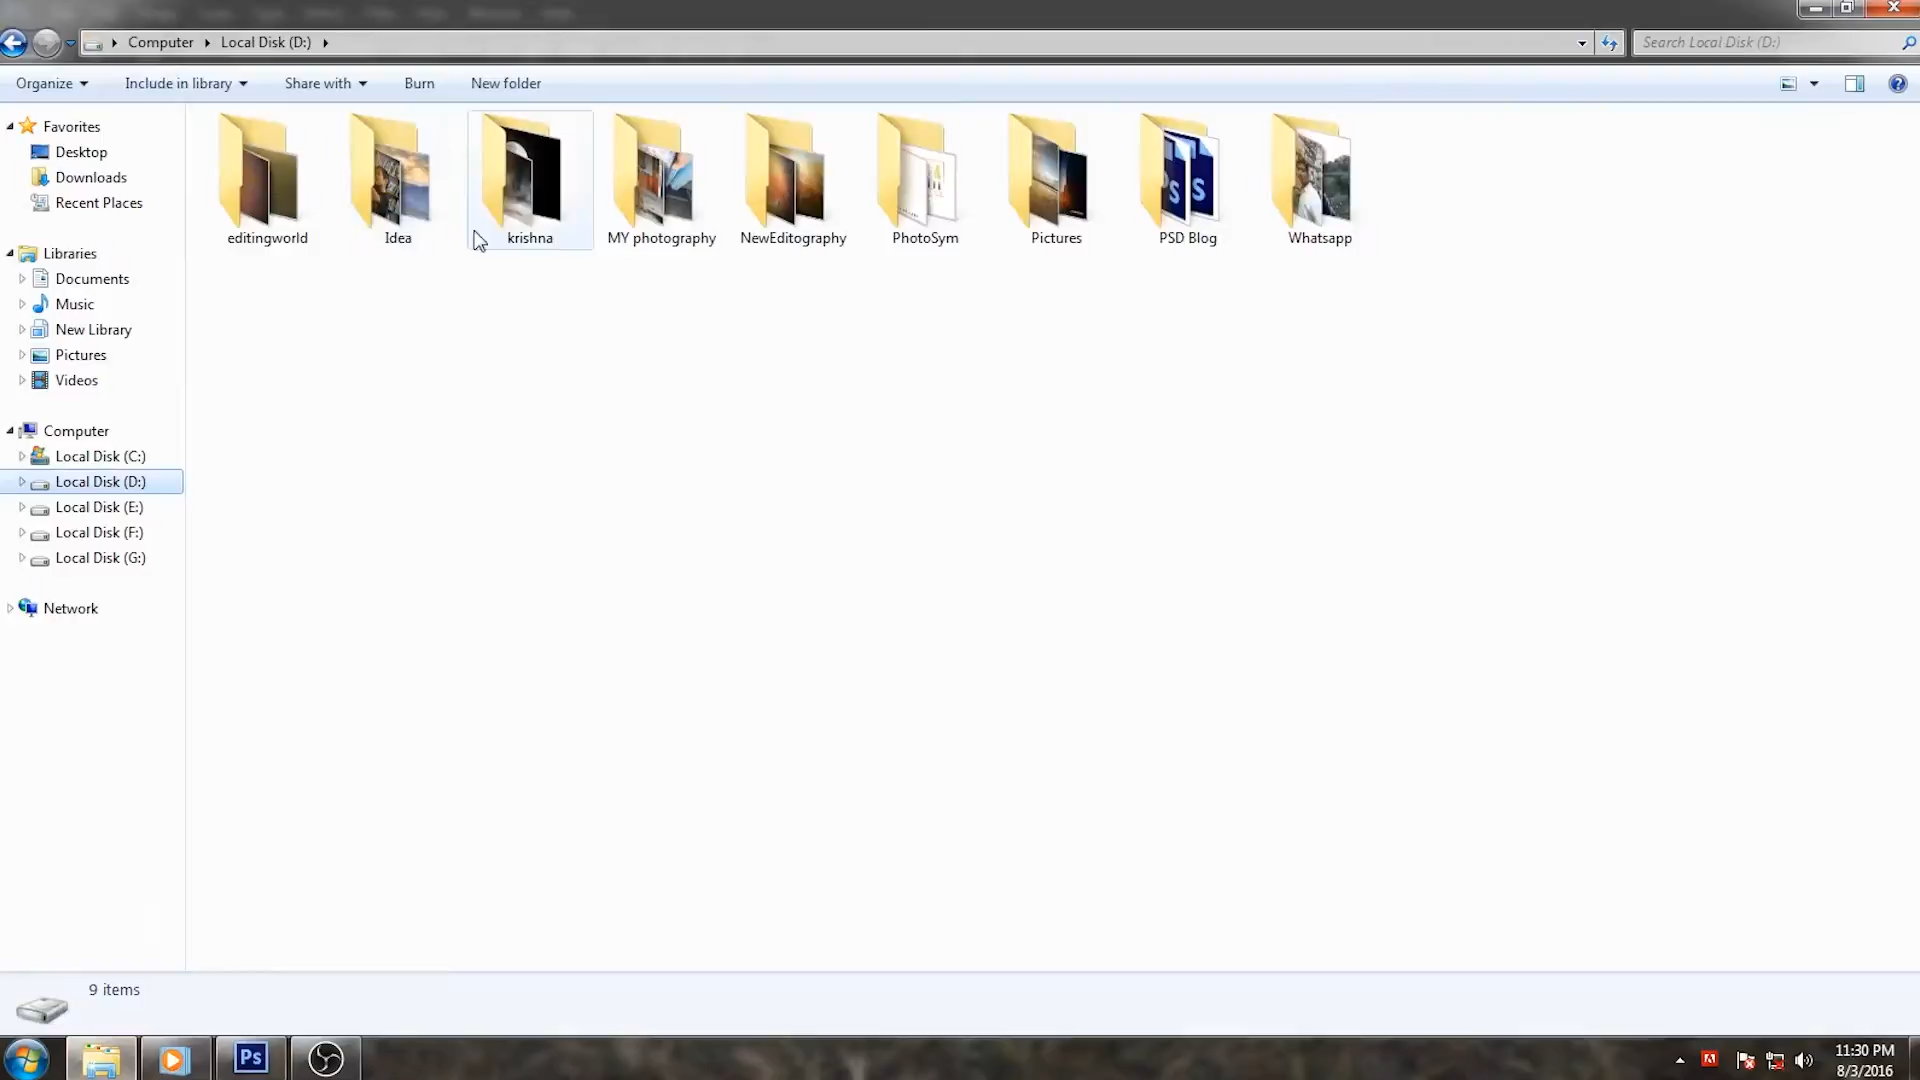 Computer Local Disk (D:)
Search Local Disk (D:)
Organize Include in library Share with Burn New folder
Favorites
Desktop
Downloads
Recent Places
Libraries
Documents
Music
New Library
Pictures
Videos
Computer
Local Disk (C:)
Local Disk (D:)
Local Disk (E:)
Local Disk (F:)
Local Disk (G:)
Network
editingworld Idea krishna MY photography NewEditography PhotoSym Pictures PSD Blog Whatsapp
9 items
Ps
11:30 PM
8/3/2016